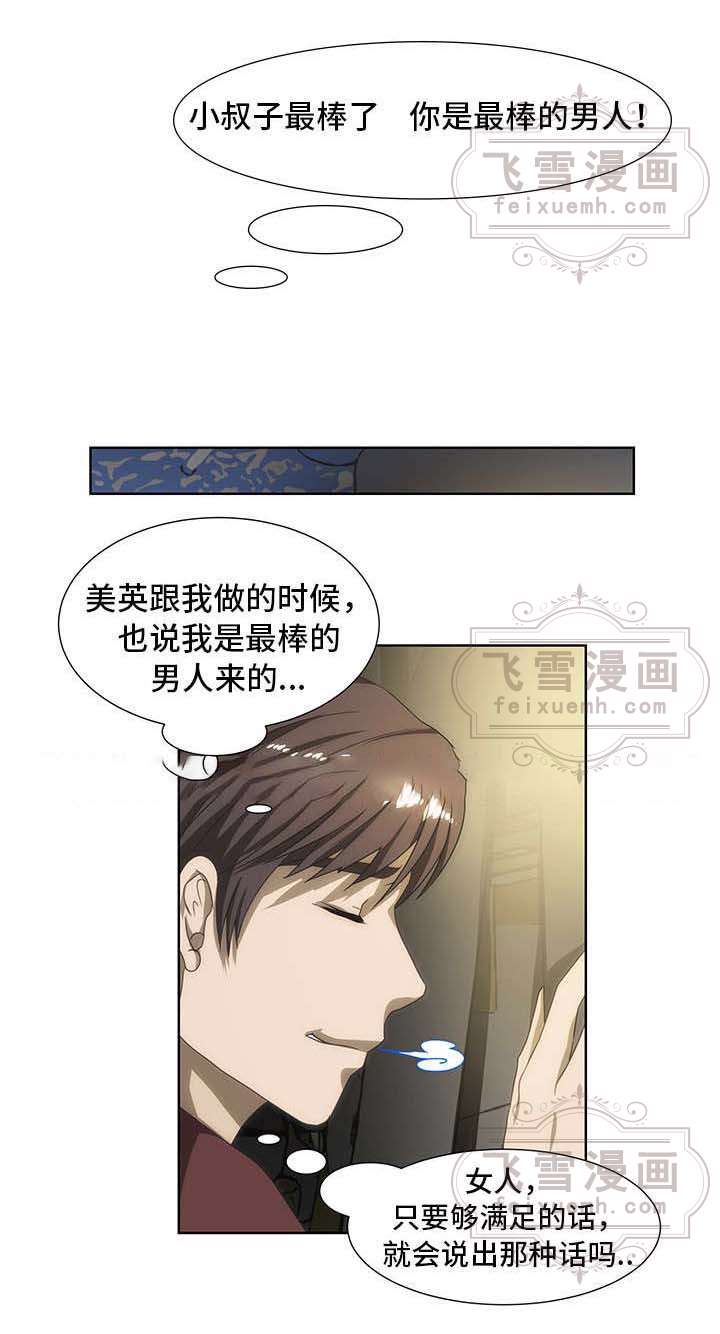 小叔子最棒了 你是最棒的男人!
飞雪漫画
feixuemh.com
美英跟我做的时候，
也说我是最棒的
男人来的...
飞雪漫画
feixuemh.com
女人，
只要够满足的话，
就会说出那种话吗..
飞雪漫画
feixuemh.com